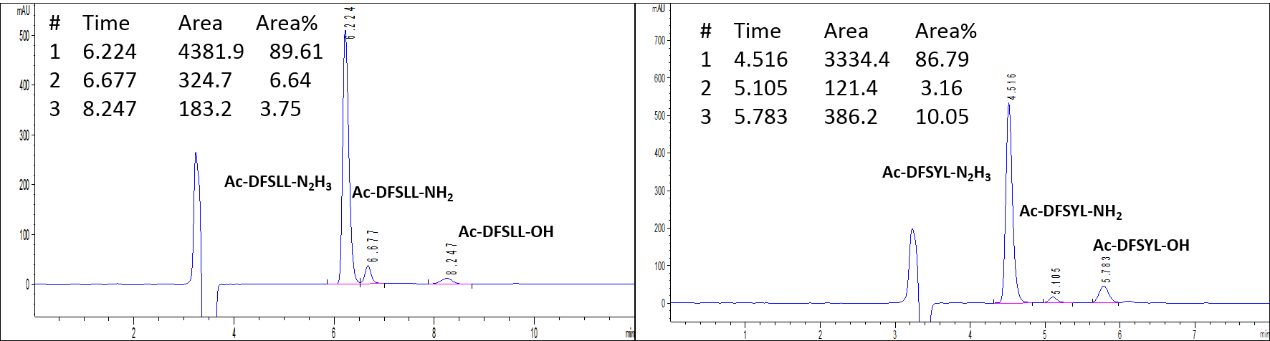 mAU
# Time Area Area%
1 6.224 4381.9 89.61
2 6.677 324.7 6.64
3 8.247 183.2 3.75
500
400
300
200
100
0
6.224
6.677
8.247
Ac-DFSLL-N₂H₃
Ac-DFSLL-NH₂
Ac-DFSLL-OH
2 4 6 8 10 min
mAU
# Time Area Area%
1 4.516 3334.4 86.79
2 5.105 121.4 3.16
3 5.783 386.2 10.05
700
600
500
400
300
200
100
0
4.516
5.105
5.783
Ac-DFSYL-N₂H₃
Ac-DFSYL-NH₂
Ac-DFSYL-OH
1 2 3 4 5 6 7 min